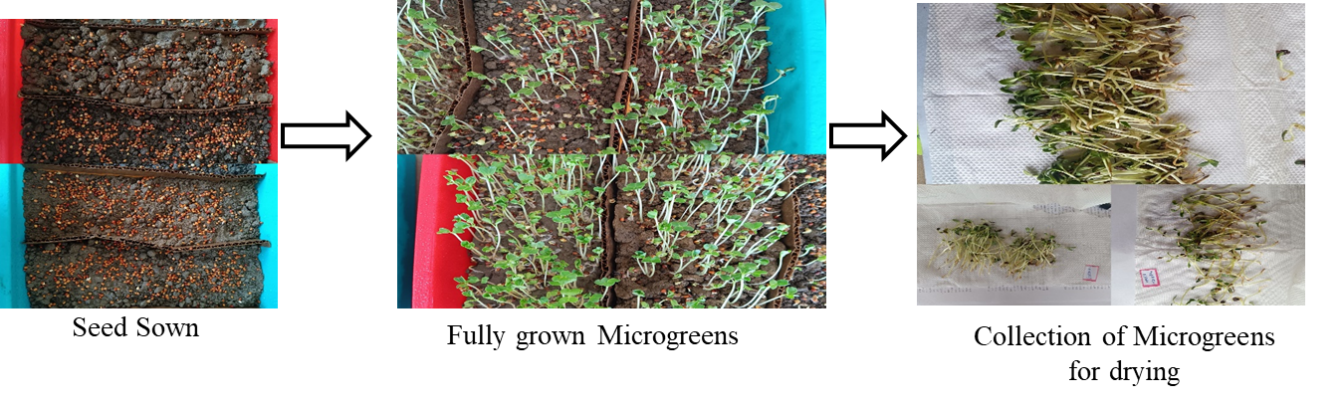 Seed Sown
Fully grown Microgreens
Collection of Microgreens
for drying